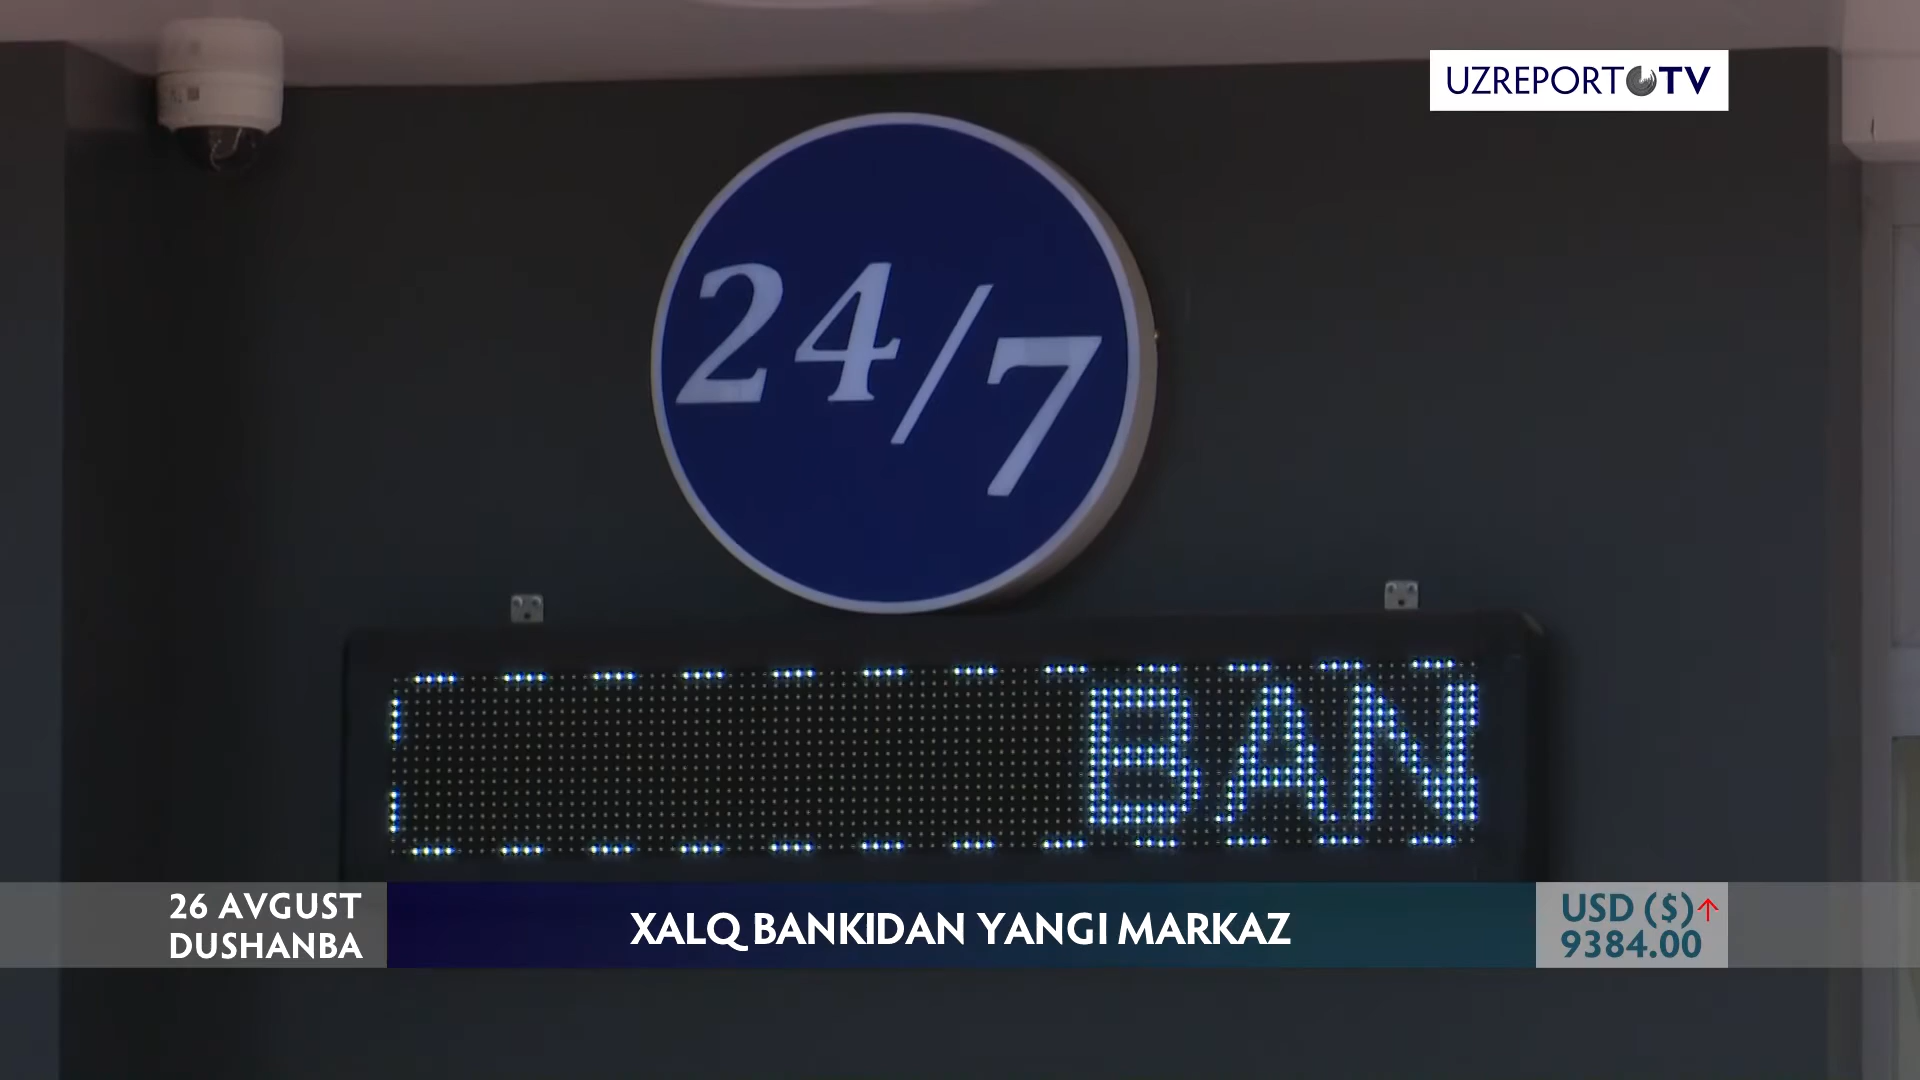 UZREPORT TV
24/7
BAN
26 AVGUST
DUSHANBA
XALQ BANKIDAN YANGI MARKAZ
USD ($)↑
9384.00